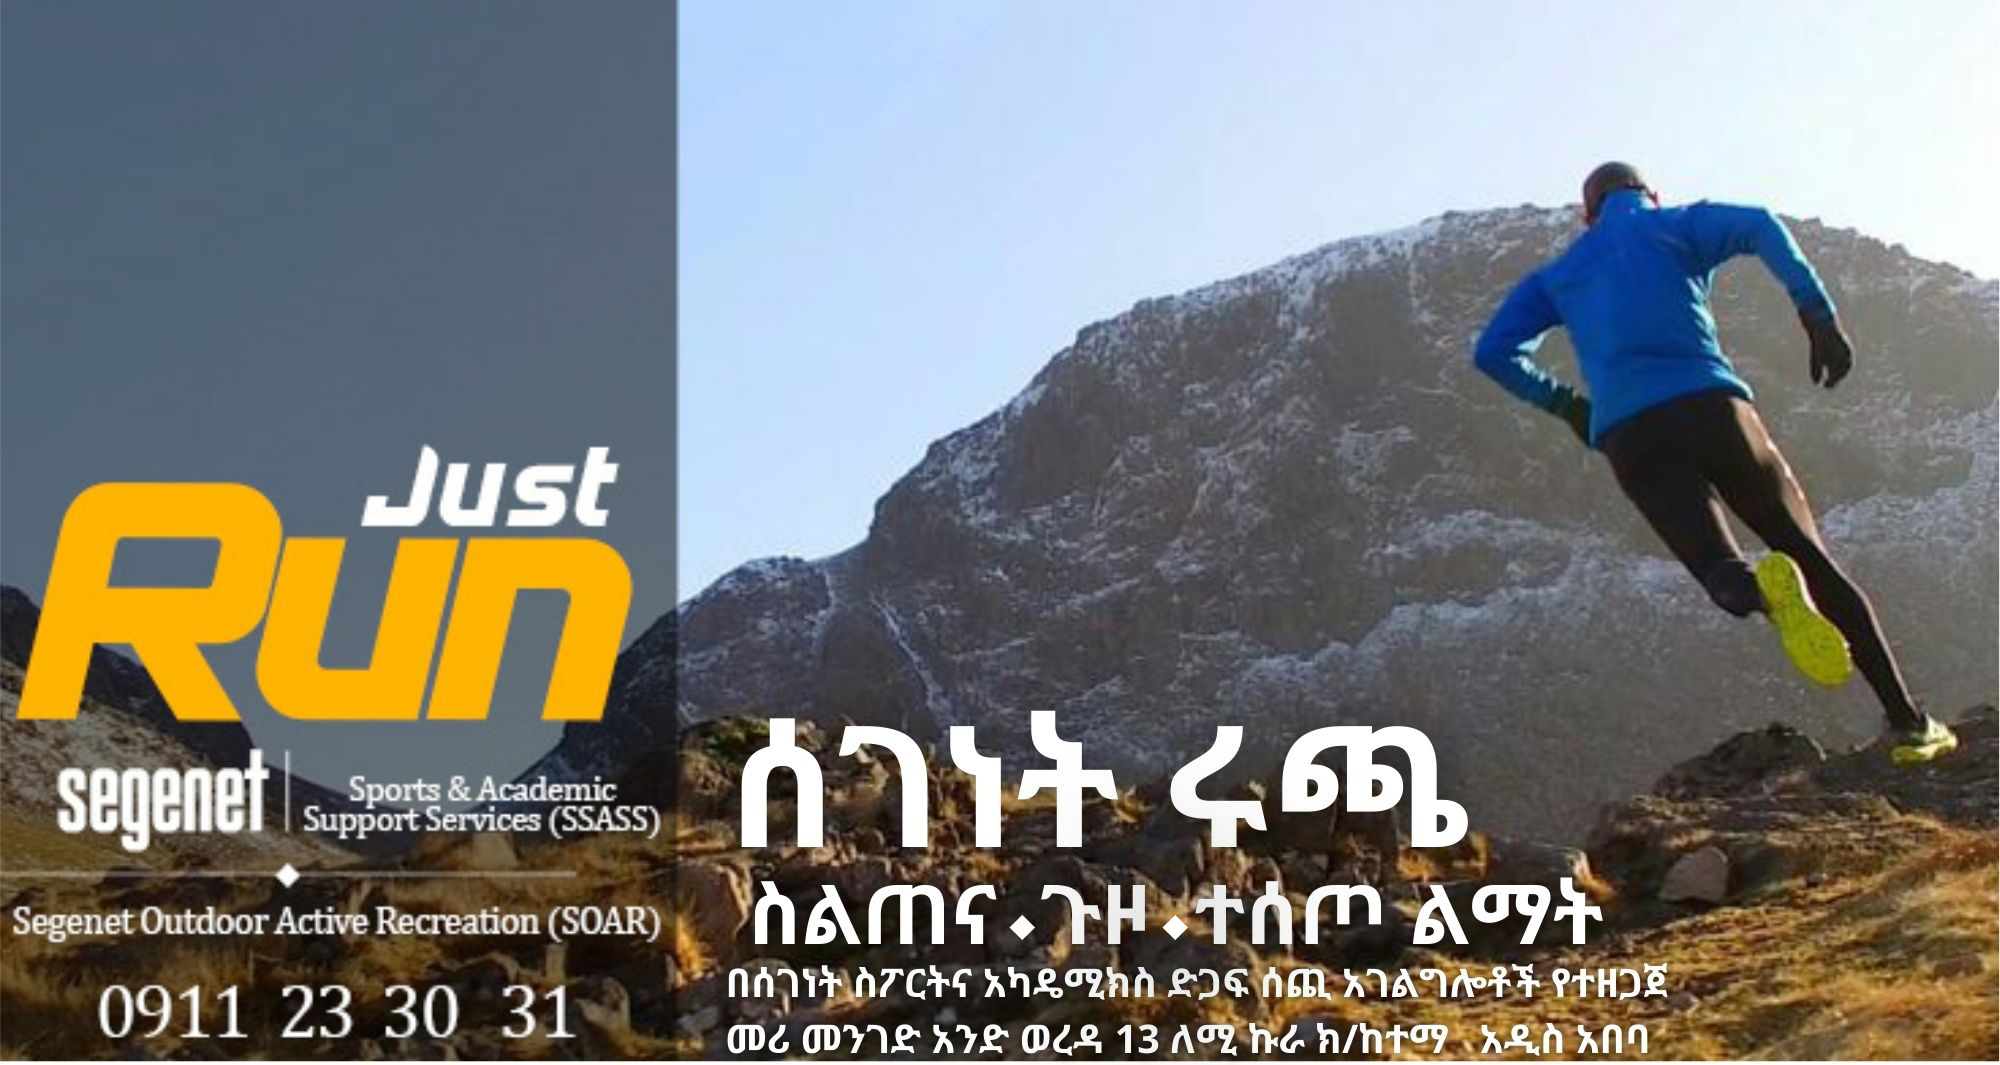 Just
Run
segenet
Sports & Academic
Support Services (SSASS)
Segenet Outdoor Active Recreation (SOAR)
0911 23 30 31
ሰገነት ሩጫ
ስልጠና⬩ጉዞ⬩ተሰጦ ልማት
በሰገነት ስፖርትና አካዴሚክስ ድጋፍ ሰጪ አገልግሎቶች የተዘጋጀ
መሪ መንገድ አንድ ወረዳ 13 ለሚ ኩራ ክ/ከተማ . አዲስ አበባ